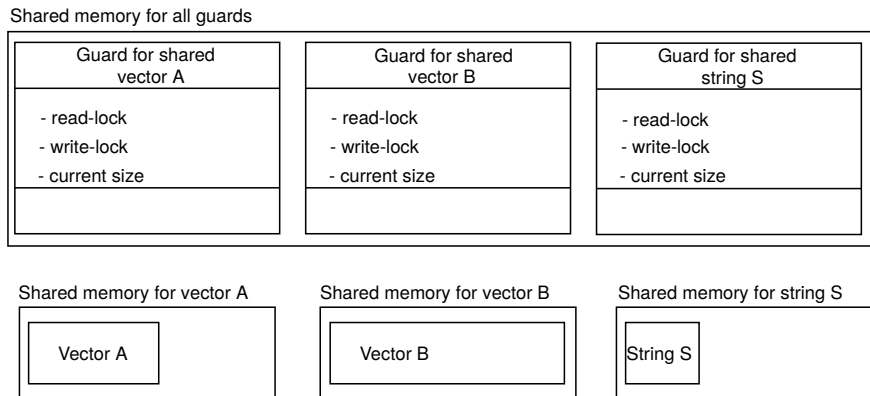 Shared memory for all guards
Guard for shared
vector A
- read-lock
- write-lock
- current size
Guard for shared
vector B
- read-lock
- write-lock
- current size
Guard for shared
string S
- read-lock
- write-lock
- current size
Shared memory for vector A
Vector A
Shared memory for vector B
Vector B
Shared memory for string S
String S